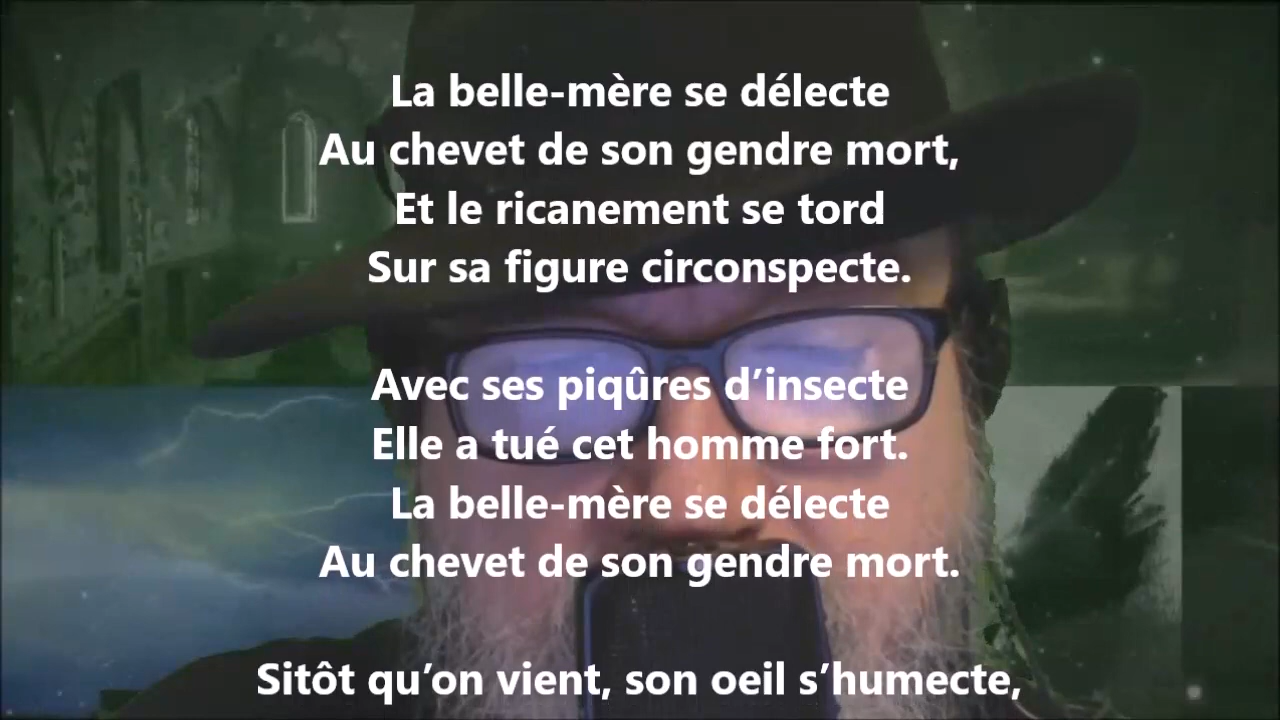 La belle-mère se délecte
Au chevet de son gendre mort,
Et le ricanement se tord
Sur sa figure circonspecte.
Avec ses piqûres d’insecte
Elle a tué cet homme fort.
La belle-mère se délecte
Au chevet de son gendre mort.
Sitôt qu’on vient, son oeil s’humecte,